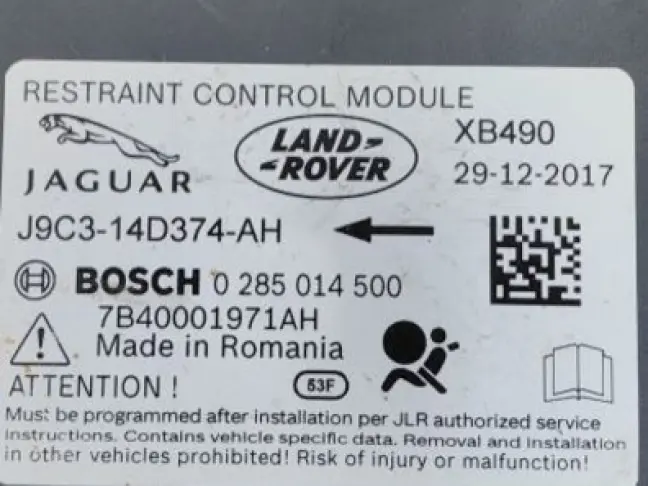 RESTRAINT CONTROL MODULE
JAGUAR
LAND-
-ROVER
XB490
29-12-2017
J9C3-14D374-AH
BOSCH 0 285 014 500
7B40001971AH
Made in Romania
ATTENTION !
53F
Must be programmed after installation per JLR authorized service
instructions. Contains vehicle specific data. Removal and Installation
in other vehicles prohibited! Risk of injury or malfunction!